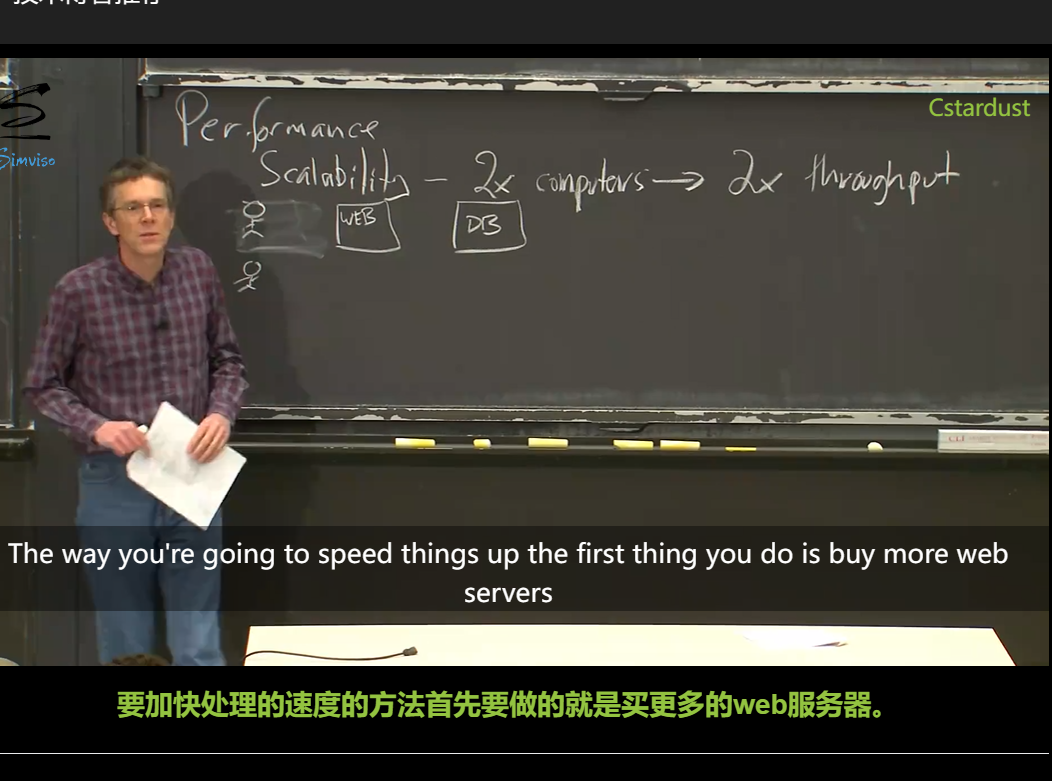 Cstardust
Simviso
Performance
Scalability – 2x computers → 2x throughput
WEB
DB
The way you're going to speed things up the first thing you do is buy more web
servers
要加快处理的速度的方法首先要做的就是买更多的web服务器。